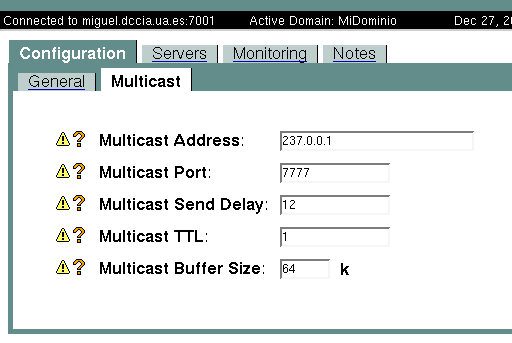 Connected to miguel.dccia.ua.es:7001 Active Domain: MiDominio Dec 27, 2
Configuration Servers Monitoring Notes
General Multicast
? Multicast Address: 237.0.0.1
? Multicast Port: 7777
? Multicast Send Delay: 12
? Multicast TTL: 1
? Multicast Buffer Size: 64 k